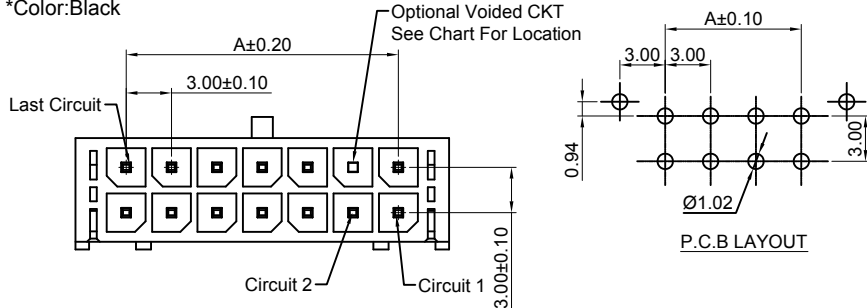 *Color:Black
Optional Voided CKT
See Chart For Location
A±0.20
3.00±0.10
Last Circuit
Circuit 2
Circuit 1
3.00±0.10
A±0.10
3.00
3.00
0.94
3.00
Ø1.02
P.C.B LAYOUT